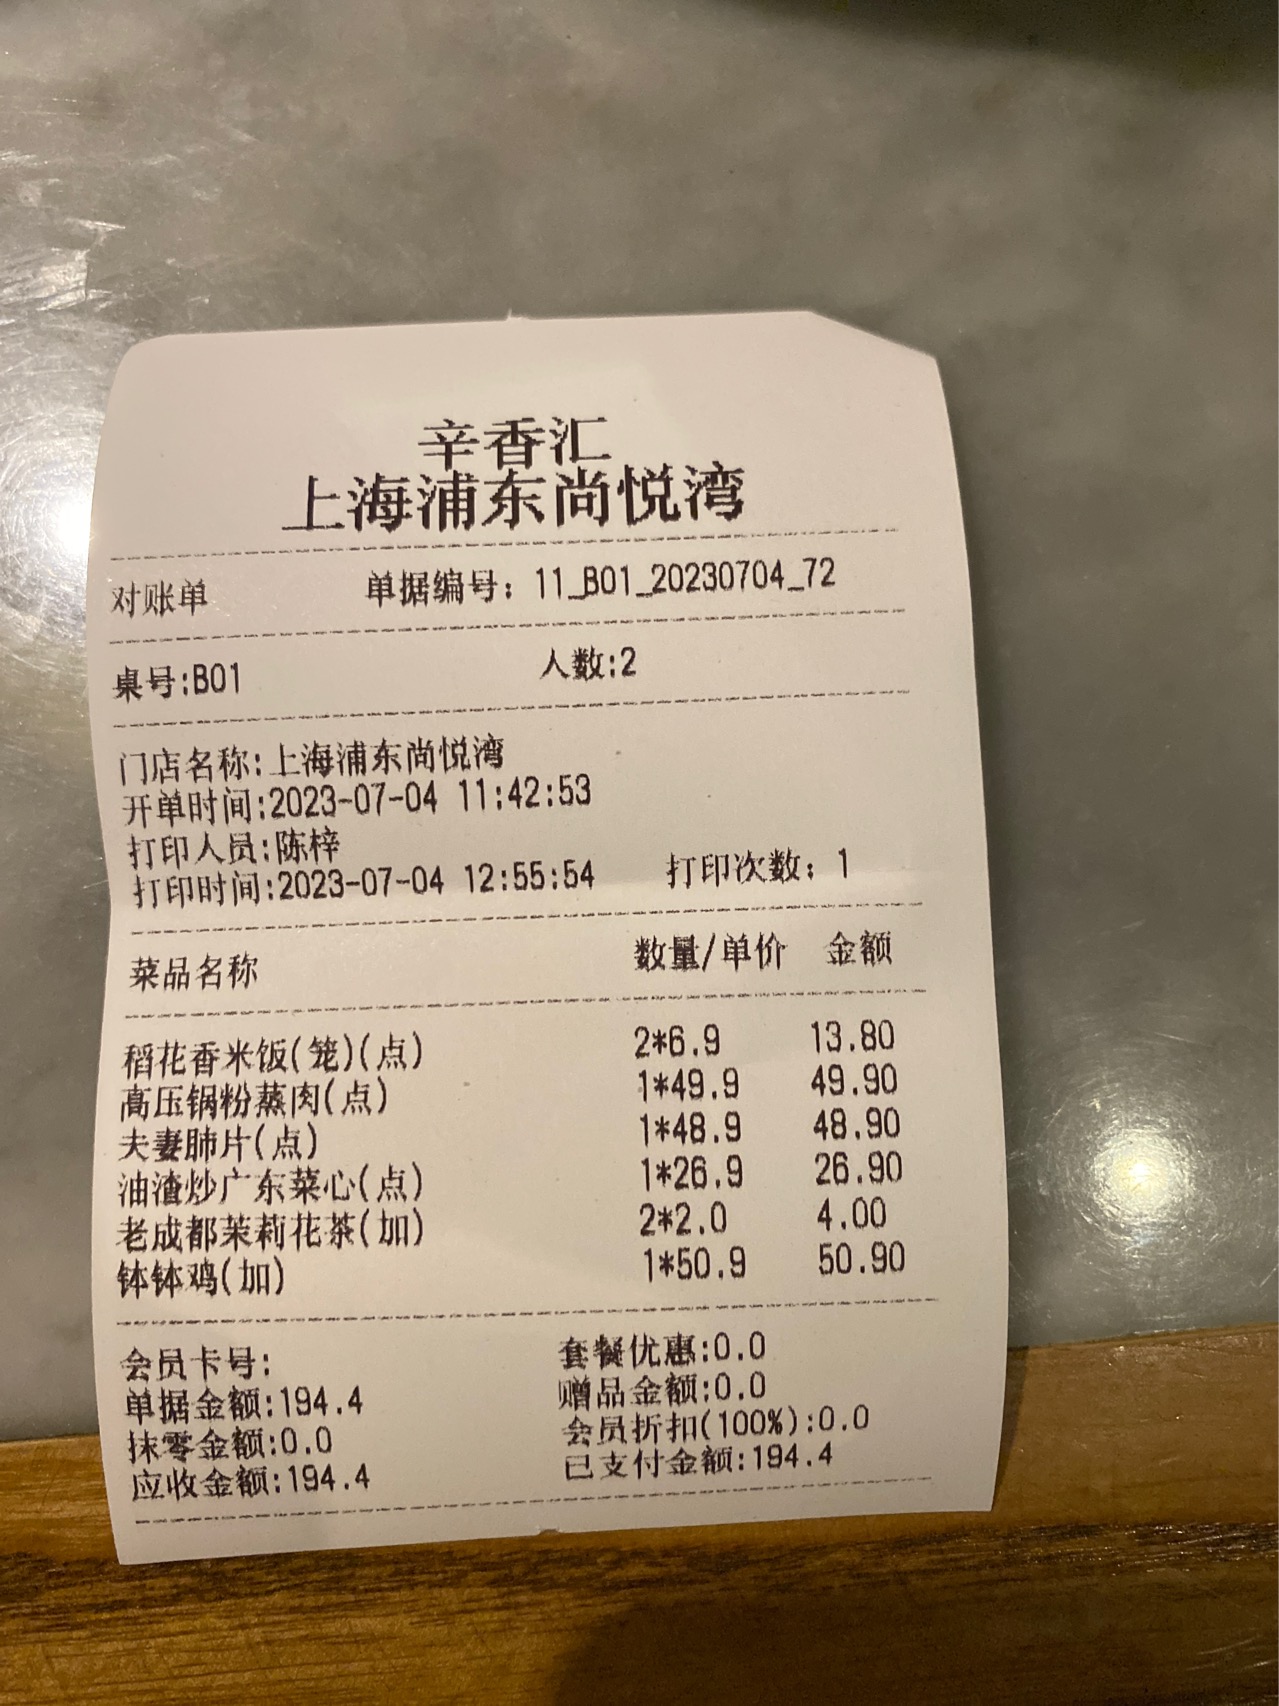 辛香汇
上海浦东尚悦湾
对账单 单据编号：11_B01_20230704_72
桌号:B01 人数:2
门店名称:上海浦东尚悦湾
开单时间:2023-07-04 11:42:53
打印人员:陈梓
打印时间:2023-07-04 12:55:54 打印次数：1
菜品名称 数量/单价 金额
稻花香米饭(笼)(点) 2*6.9 13.80
高压锅粉蒸肉(点) 1*49.9 49.90
夫妻肺片(点) 1*48.9 48.90
油渣炒广东菜心(点) 1*26.9 26.90
老成都茉莉花茶(加) 2*2.0 4.00
钵钵鸡(加) 1*50.9 50.90
会员卡号: 套餐优惠:0.0
单据金额:194.4 赠品金额:0.0
抹零金额:0.0 会员折扣(100%):0.0
应收金额:194.4 已支付金额:194.4